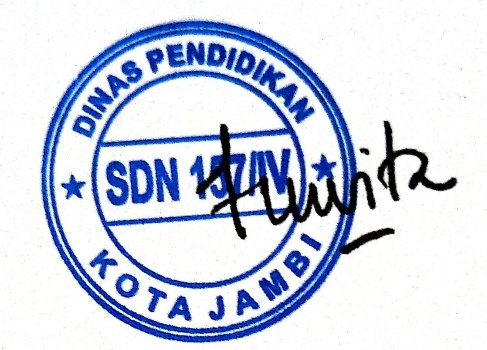 DINAS PENDIDIKAN
SDN 157/IV
KOTA JAMBI